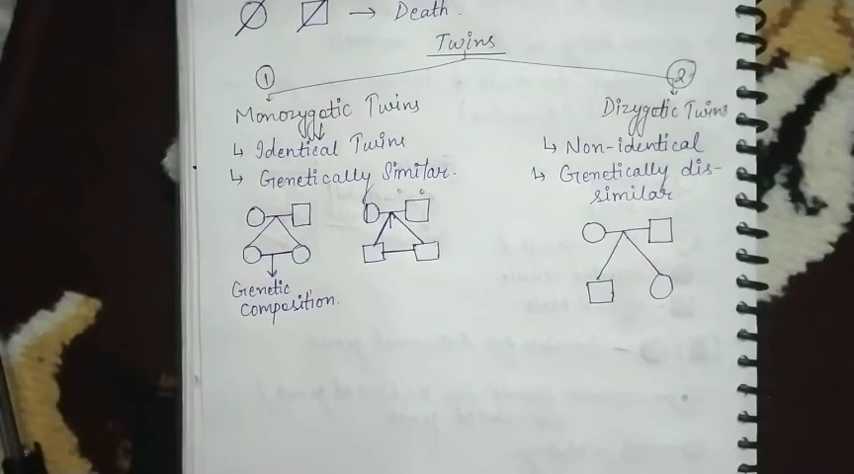 → Death.
Twins
1
2
Monozygotic Twins
↳ Identical Twins
↳ Genetically Similar.
Genetic
composition.
Dizygotic Twins
↳ Non-identical
↳ Genetically dis-
similar